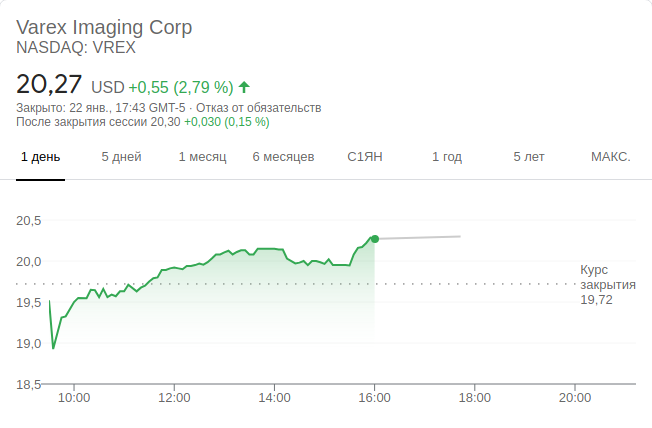 Varex Imaging Corp
NASDAQ: VREX
20,27 USD +0,55 (2,79 %)
Закрыто: 22 янв., 17:43 GMT-5 · Отказ от обязательств
После закрытия сессии 20,30 +0,030 (0,15 %)
1 день 5 дней 1 месяц 6 месяцев С1ЯН 1 год 5 лет МАКС.
20,5
20,0
19,5
19,0
18,5
Курс
закрытия
19,72
10:00 12:00 14:00 16:00 18:00 20:00